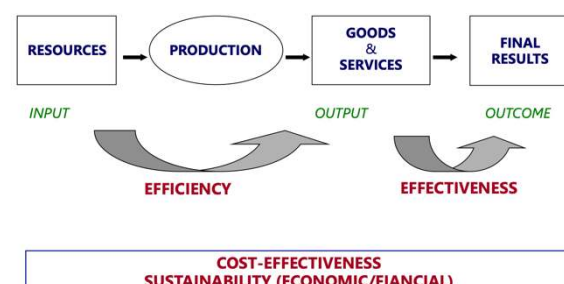 RESOURCES
PRODUCTION
GOODS
&
SERVICES
FINAL
RESULTS
INPUT
OUTPUT
OUTCOME
EFFICIENCY
EFFECTIVENESS
COST-EFFECTIVENESS
SUSTAINABILITY (ECONOMIC/FIANCIAL)